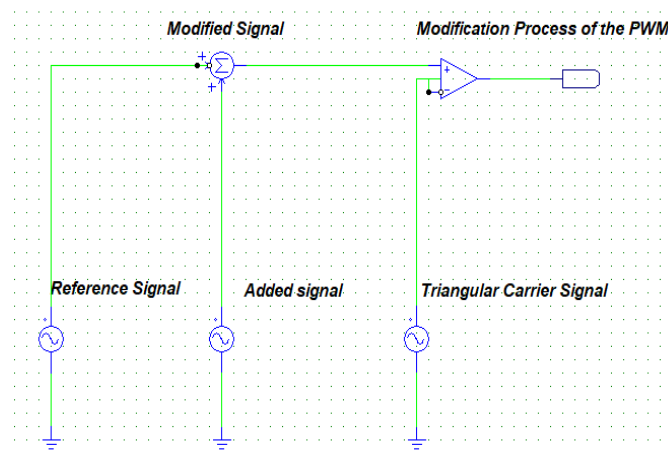 Modified Signal
Modification Process of the PWM
+
Σ
+
+
-
Reference Signal
Added signal
Triangular Carrier Signal